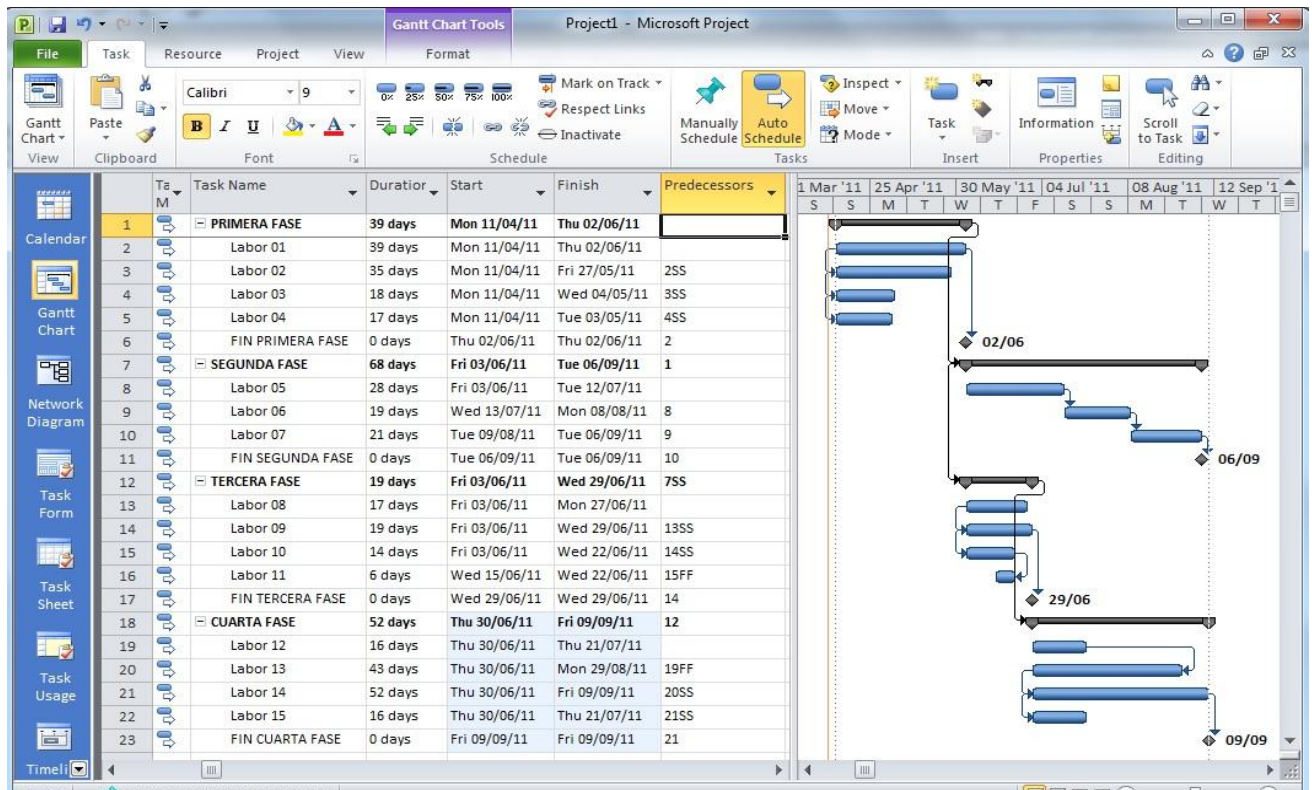 Gantt Chart Tools
Project1 - Microsoft Project
File Task Resource Project View Format
Gantt Chart
View
Paste
Clipboard
Calibri 9
B I U A
Font
0% 25% 50% 75% 100%
Mark on Track
Respect Links
Inactivate
Schedule
Manually Schedule
Auto Schedule
Inspect
Move
Mode
Tasks
Task
Insert
Information
Properties
Scroll to Task
Editing
Calendar
Gantt Chart
Network Diagram
Task Form
Task Sheet
Task Usage
Timeli
Ta M Task Name Duration Start Finish Predecessors
1 Mar '11 25 Apr '11 30 May '11 04 Jul '11 08 Aug '11 12 Sep '1
S S M T W T F S S M T W T
1 PRIMERA FASE 39 days Mon 11/04/11 Thu 02/06/11
2 Labor 01 39 days Mon 11/04/11 Thu 02/06/11
3 Labor 02 35 days Mon 11/04/11 Fri 27/05/11 2SS
4 Labor 03 18 days Mon 11/04/11 Wed 04/05/11 3SS
5 Labor 04 17 days Mon 11/04/11 Tue 03/05/11 4SS
6 FIN PRIMERA FASE 0 days Thu 02/06/11 Thu 02/06/11 2 02/06
7 SEGUNDA FASE 68 days Fri 03/06/11 Tue 06/09/11 1
8 Labor 05 28 days Fri 03/06/11 Tue 12/07/11
9 Labor 06 19 days Wed 13/07/11 Mon 08/08/11 8
10 Labor 07 21 days Tue 09/08/11 Tue 06/09/11 9
11 FIN SEGUNDA FASE 0 days Tue 06/09/11 Tue 06/09/11 10 06/09
12 TERCERA FASE 19 days Fri 03/06/11 Wed 29/06/11 7SS
13 Labor 08 17 days Fri 03/06/11 Mon 27/06/11
14 Labor 09 19 days Fri 03/06/11 Wed 29/06/11 13SS
15 Labor 10 14 days Fri 03/06/11 Wed 22/06/11 14SS
16 Labor 11 6 days Wed 15/06/11 Wed 22/06/11 15FF
17 FIN TERCERA FASE 0 days Wed 29/06/11 Wed 29/06/11 14 29/06
18 CUARTA FASE 52 days Thu 30/06/11 Fri 09/09/11 12
19 Labor 12 16 days Thu 30/06/11 Thu 21/07/11
20 Labor 13 43 days Thu 30/06/11 Mon 29/08/11 19FF
21 Labor 14 52 days Thu 30/06/11 Fri 09/09/11 20SS
22 Labor 15 16 days Thu 30/06/11 Thu 21/07/11 21SS
23 FIN CUARTA FASE 0 days Fri 09/09/11 Fri 09/09/11 21 09/09